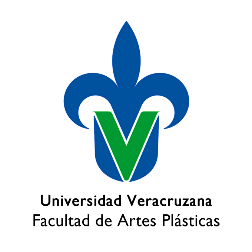 Universidad Veracruzana
Facultad de Artes Plásticas